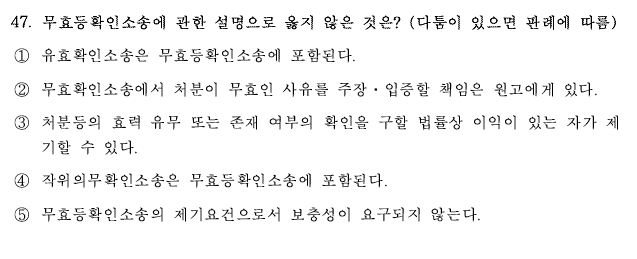 47. 무효등확인소송에 관한 설명으로 옳지 않은 것은? (다툼이 있으면 판례에 따름)
① 유효확인소송은 무효등확인소송에 포함된다.
② 무효확인소송에서 처분이 무효인 사유를 주장・입증할 책임은 원고에게 있다.
③ 처분등의 효력 유무 또는 존재 여부의 확인을 구할 법률상 이익이 있는 자가 제
기할 수 있다.
④ 작위의무확인소송은 무효등확인소송에 포함된다.
⑤ 무효등확인소송의 제기요건으로서 보충성이 요구되지 않는다.